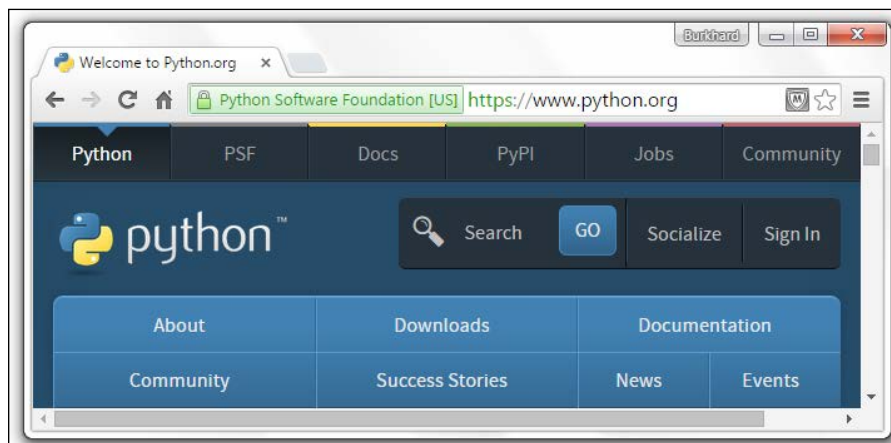 Burkhard
Welcome to Python.org x
Python Software Foundation [US] https://www.python.org
Python PSF Docs PyPI Jobs Community
python™ Search GO Socialize Sign In
About Downloads Documentation
Community Success Stories News Events